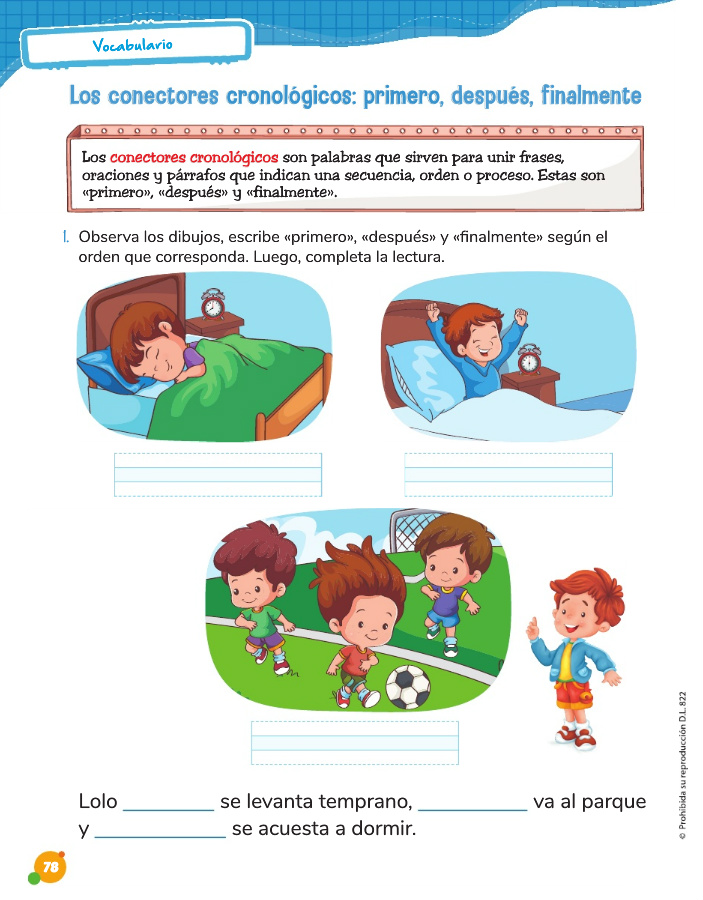 Vocabulario
Los conectores cronológicos: primero, después, finalmente
Los conectores cronológicos son palabras que sirven para unir frases,
oraciones y párrafos que indican una secuencia, orden o proceso. Estas son
«primero», «después» y «finalmente».
1. Observa los dibujos, escribe «primero», «después» y «finalmente» según el
orden que corresponda. Luego, completa la lectura.
Lolo ________ se levanta temprano, __________ va al parque
y ____________ se acuesta a dormir.
78
© Prohibida su reproducción D.L. 822